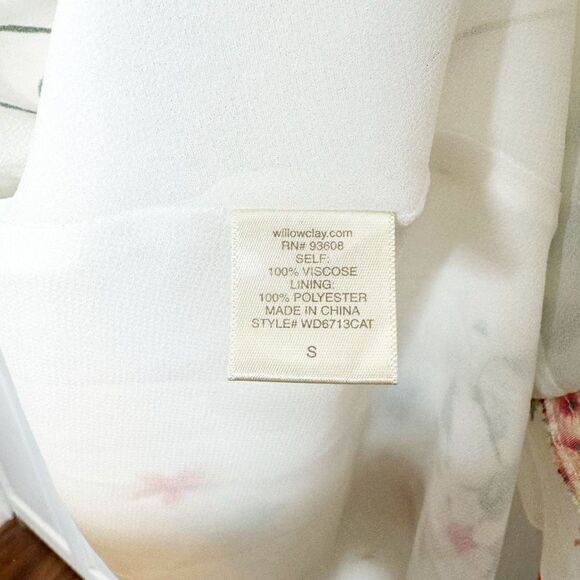 willowclay.com
RN# 93608
SELF:
100% VISCOSE
LINING:
100% POLYESTER
MADE IN CHINA
STYLE# WD6713CAT
S